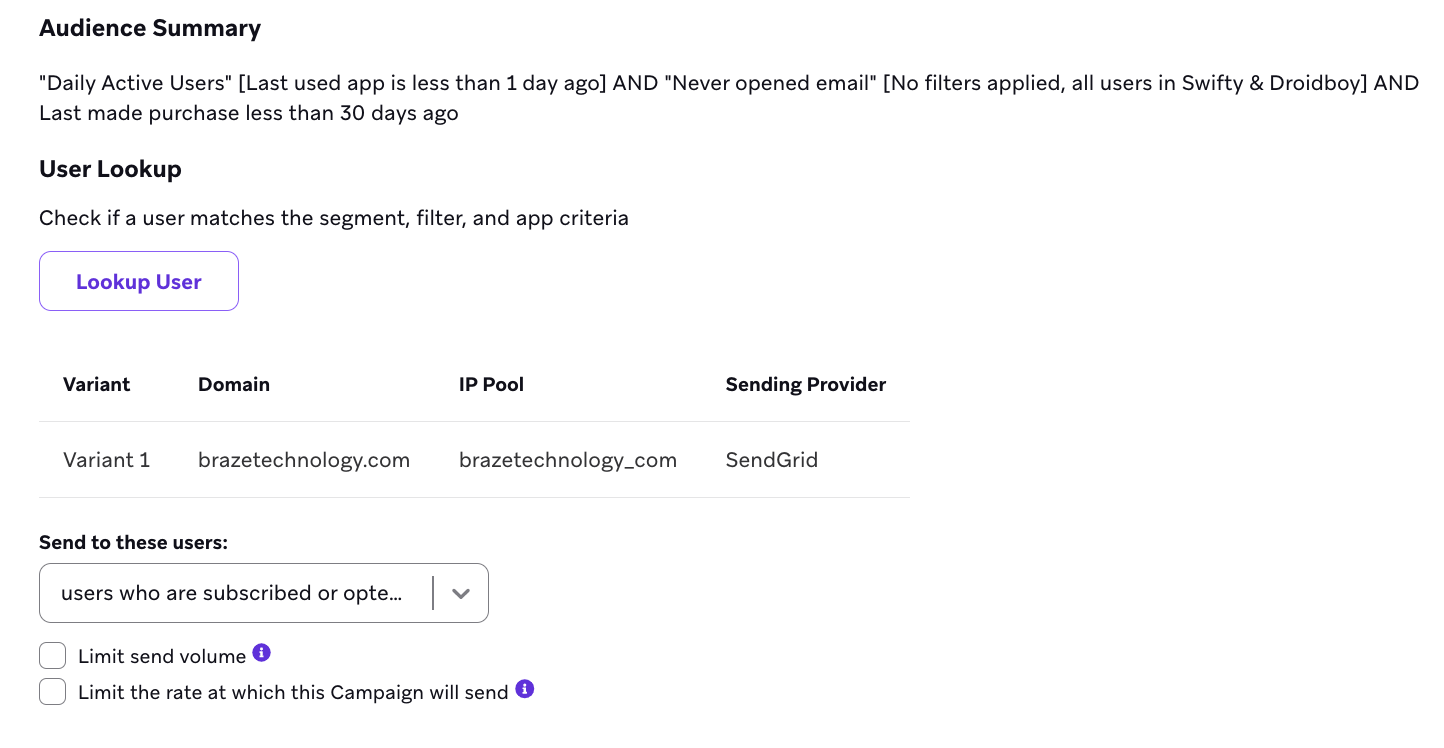 Audience Summary
"Daily Active Users" [Last used app is less than 1 day ago] AND "Never opened email" [No filters applied, all users in Swifty & Droidboy] AND
Last made purchase less than 30 days ago
User Lookup
Check if a user matches the segment, filter, and app criteria
Lookup User
Variant Domain IP Pool Sending Provider
Variant 1 brazetechnology.com brazetechnology_com SendGrid
Send to these users:
users who are subscribed or opte...
Limit send volume
Limit the rate at which this Campaign will send